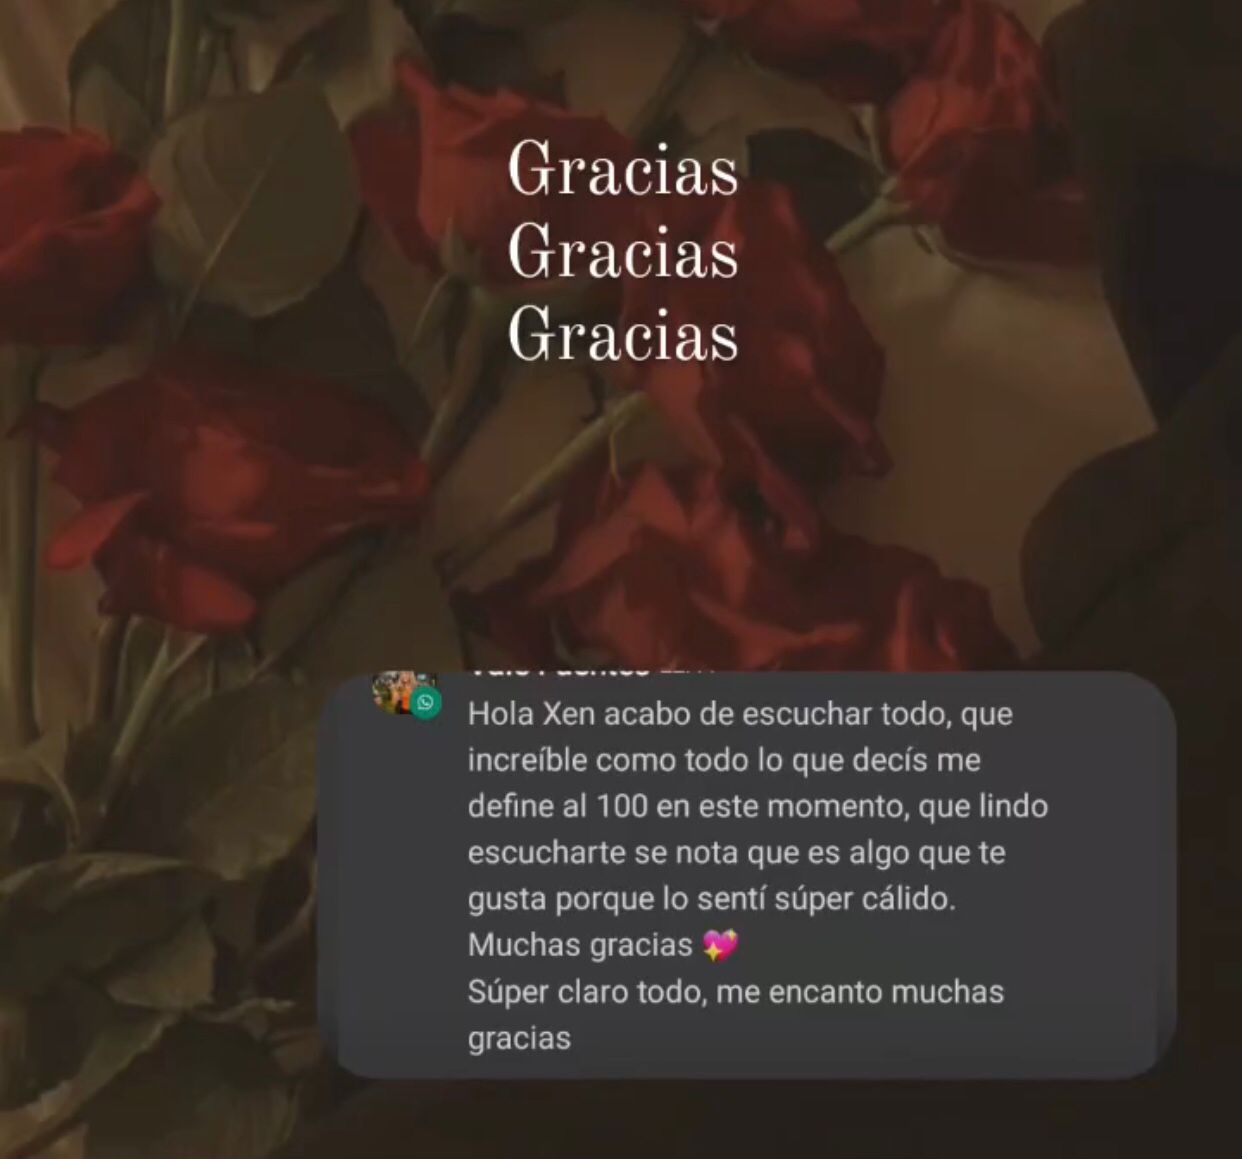 Gracias
Gracias
Gracias
Hola Xen acabo de escuchar todo, que
increíble como todo lo que decís me
define al 100 en este momento, que lindo
escucharte se nota que es algo que te
gusta porque lo sentí súper cálido.
Muchas gracias 💖
Súper claro todo, me encanto muchas
gracias